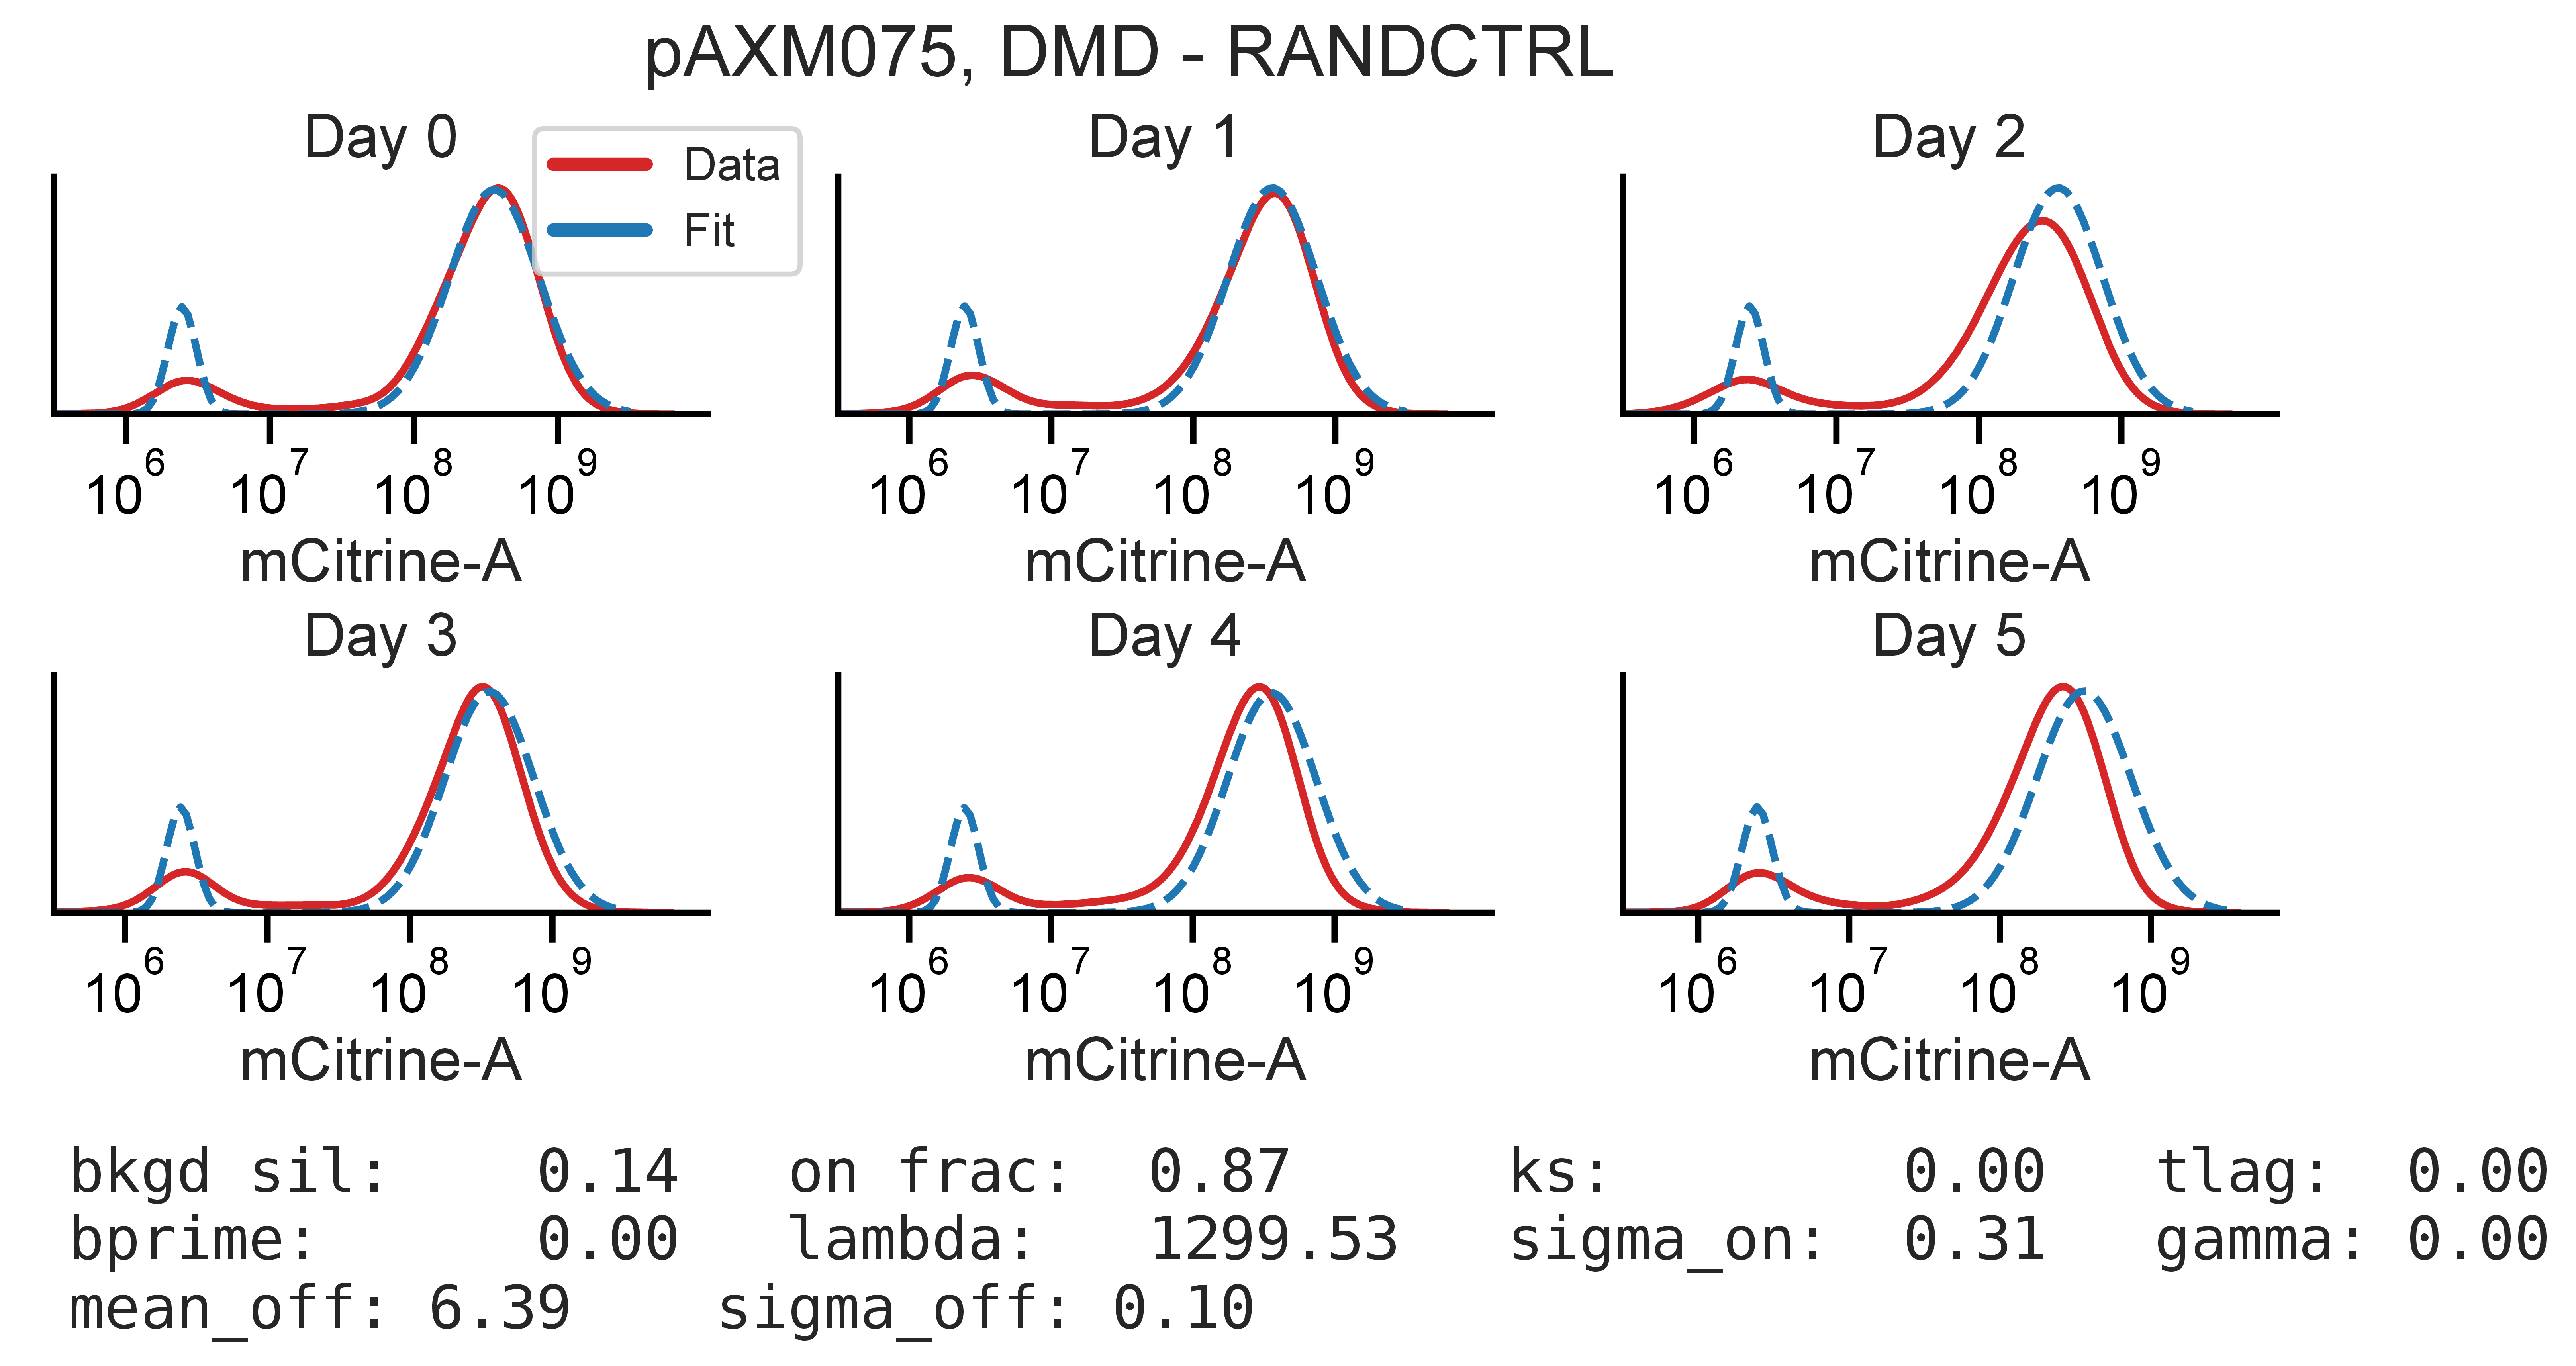 pAXM075, DMD - RANDCTRL
Day 0
Data
Fit
10^6 10^7 10^8 10^9
mCitrine-A
Day 1
10^6 10^7 10^8 10^9
mCitrine-A
Day 2
10^6 10^7 10^8 10^9
mCitrine-A
Day 3
10^6 10^7 10^8 10^9
mCitrine-A
Day 4
10^6 10^7 10^8 10^9
mCitrine-A
Day 5
10^6 10^7 10^8 10^9
mCitrine-A
bkgd sil: 0.14 on frac: 0.87 ks: 0.00 tlag: 0.00
bprime: 0.00 lambda: 1299.53 sigma_on: 0.31 gamma: 0.00
mean_off: 6.39 sigma_off: 0.10